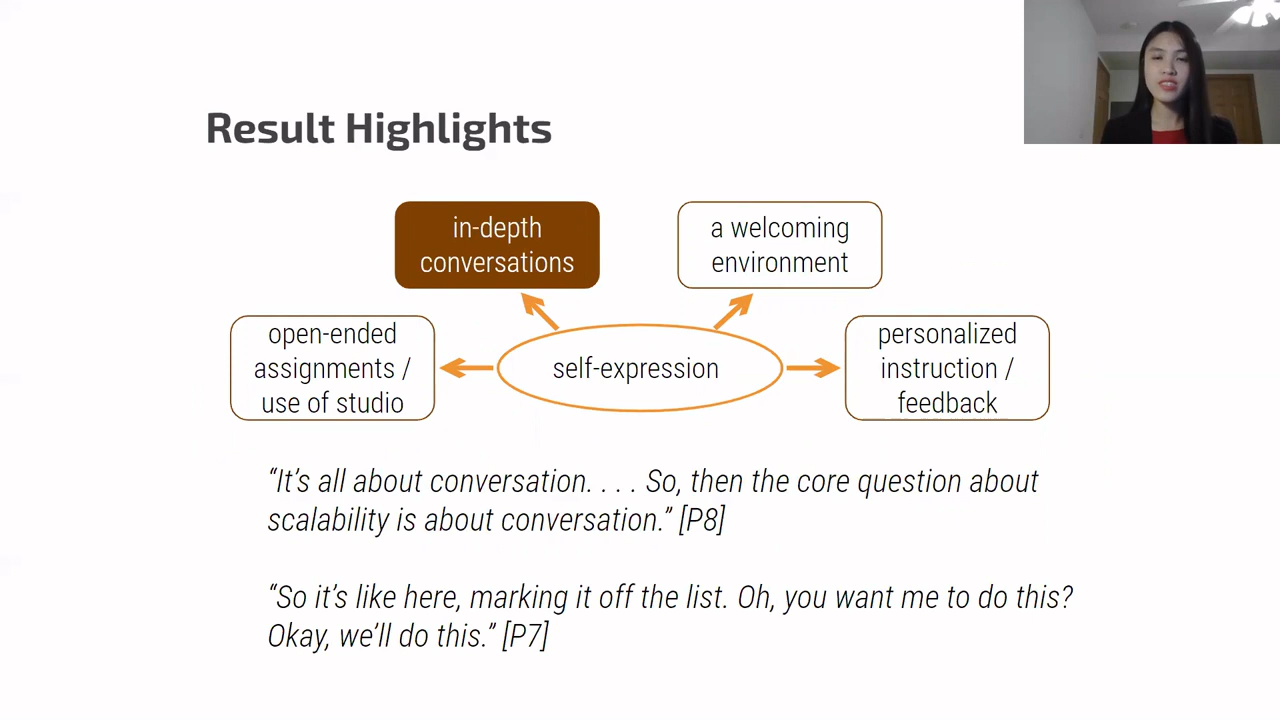 Result Highlights
in-depth
conversations
a welcoming
environment
open-ended
assignments /
use of studio
self-expression
personalized
instruction /
feedback
“It’s all about conversation. . . . So, then the core question about
scalability is about conversation.” [P8]
“So it’s like here, marking it off the list. Oh, you want me to do this?
Okay, we’ll do this.” [P7]